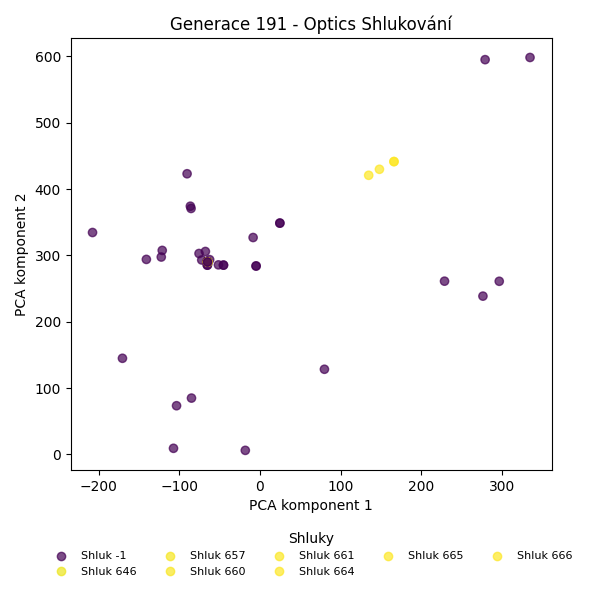 Generace 191 - Optics Shlukování
600
500
400
300
200
100
0
PCA komponent 2
−200 −100 0 100 200 300
PCA komponent 1
Shluky
Shluk -1 Shluk 657 Shluk 661 Shluk 665 Shluk 666
Shluk 646 Shluk 660 Shluk 664